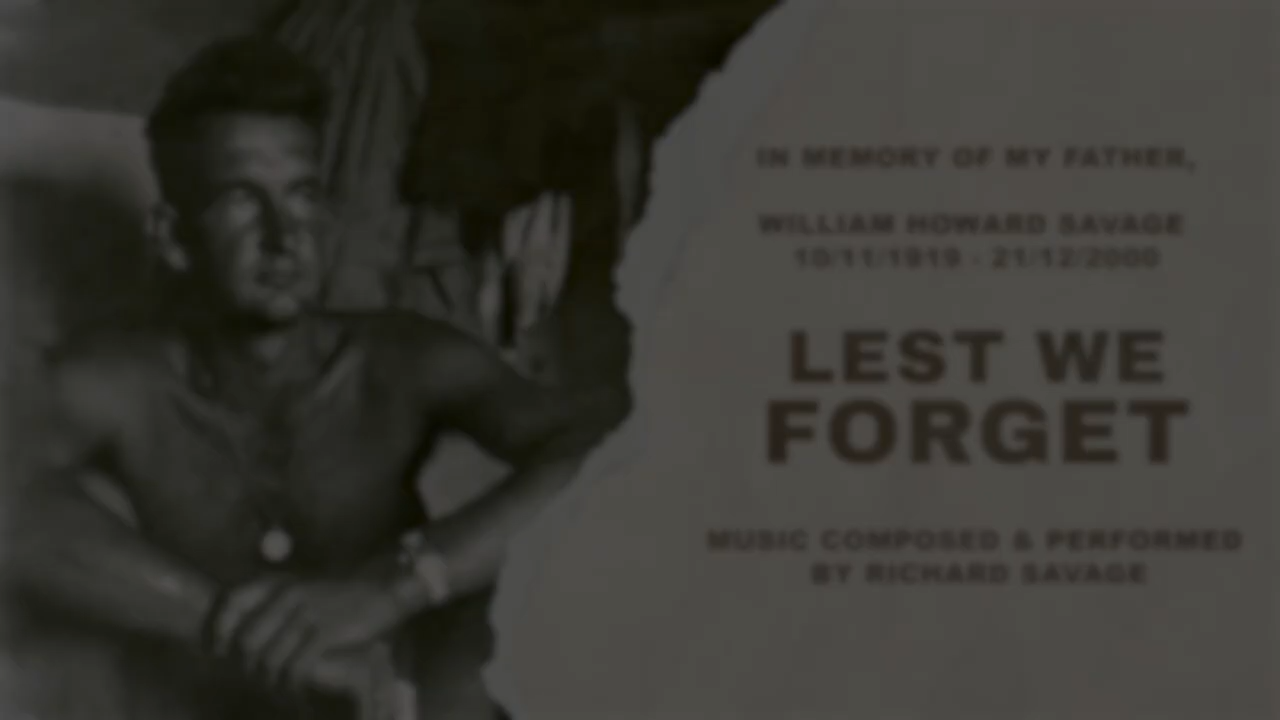 IN MEMORY OF MY FATHER,
WILLIAM HOWARD SAVAGE
10/11/1919 - 21/12/2000
LEST WE
FORGET
MUSIC COMPOSED & PERFORMED
BY RICHARD SAVAGE